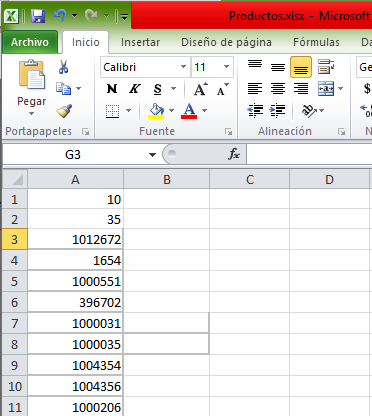 Productos.xlsx - Microsoft
Archivo Inicio Insertar Diseño de página Fórmulas
Pegar
Calibri 11
N K S A A
Ge
Portapapeles Fuente Alineación
G3 fx
A B C D
1 10
2 35
3 1012672
4 1654
5 1000551
6 396702
7 1000031
8 1000035
9 1004354
10 1004356
11 1000206